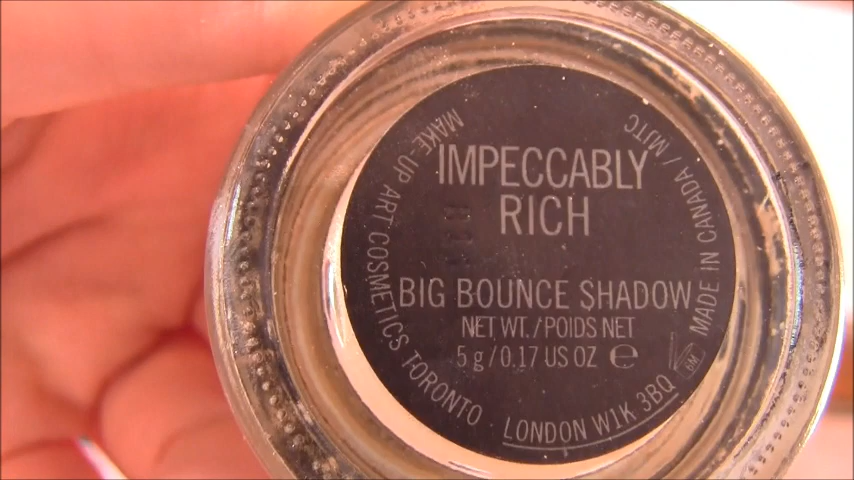 IMPECCABLY
RICH
BIG BOUNCE SHADOW
NET WT./POIDS NET
5 g/0.17 US OZ e
MAKE-UP ART COSMETICS TORONTO · LONDON W1K 3BQ
6M
MADE IN CANADA / MJTC